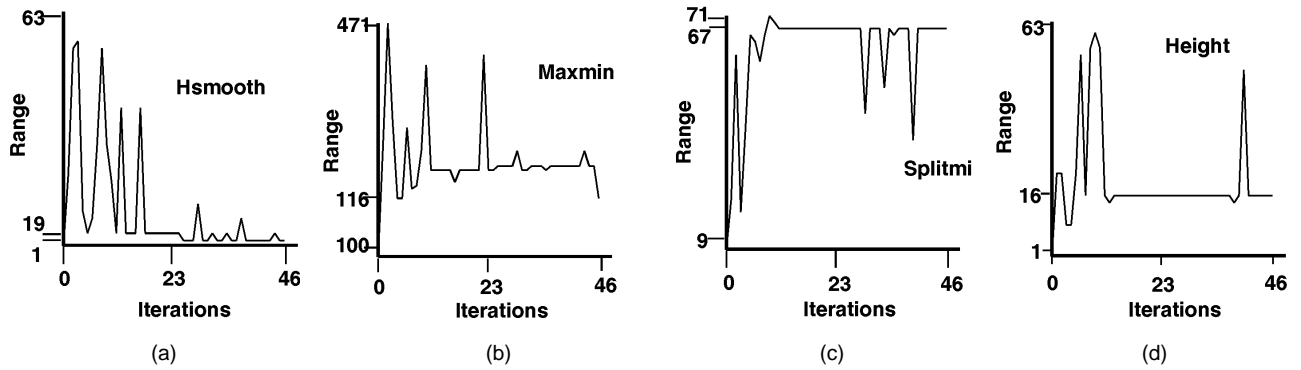 63
Hsmooth
Range
19
1
0
23
46
Iterations
(a)
471
Maxmin
Range
116
100
0
23
46
Iterations
(b)
71
67
Range
Splitmi
9
0
23
46
Iterations
(c)
63
Height
Range
16
1
0
23
46
Iterations
(d)